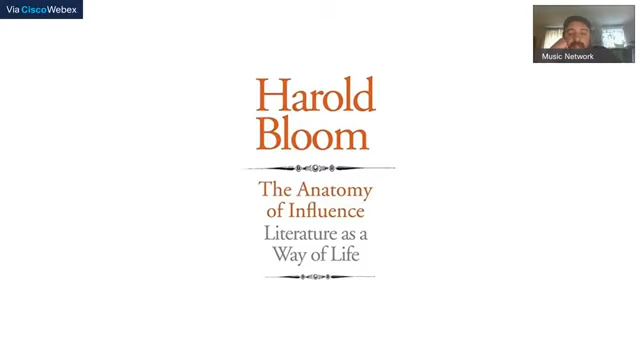 Via CiscoWebex
Music Network
Harold
Bloom
The Anatomy
of Influence
Literature as a
Way of Life